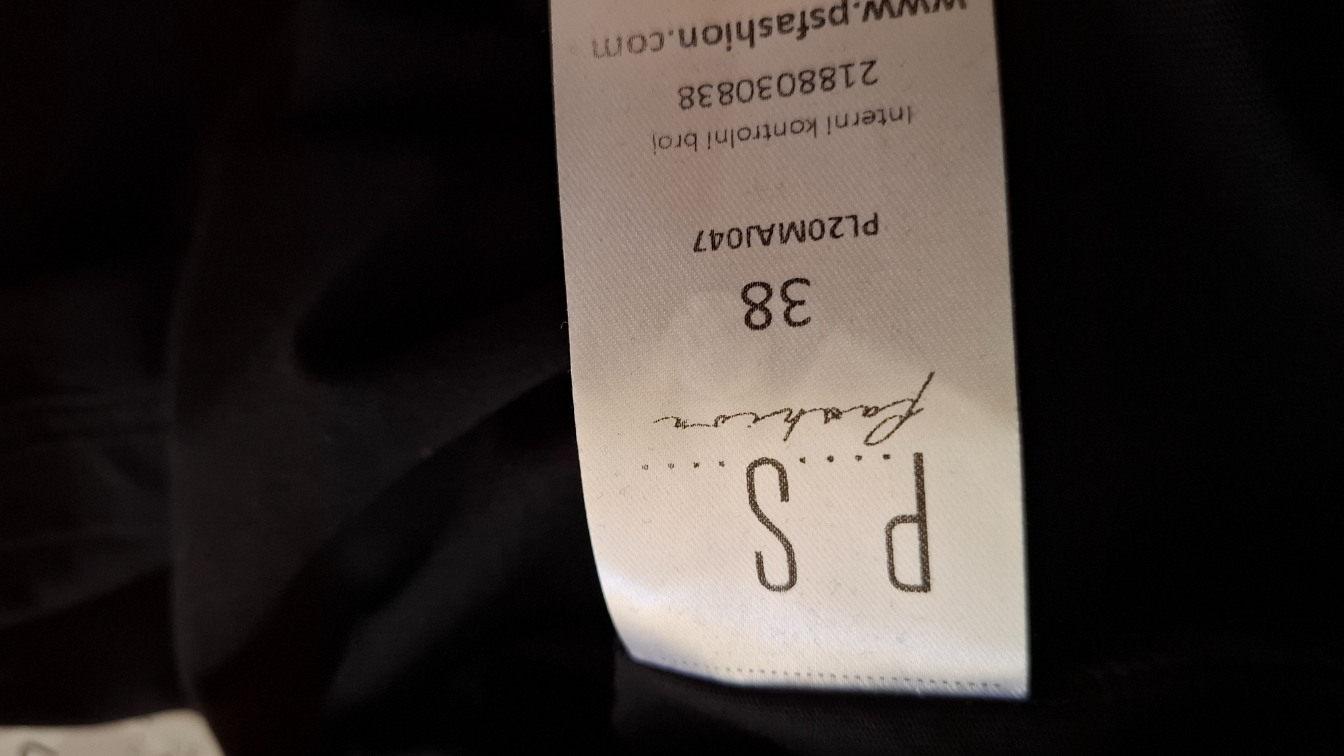 P.S.
fashion
38
PL20MAJ047
Interni kontrolni broj
2188030838
www.psfashion.com